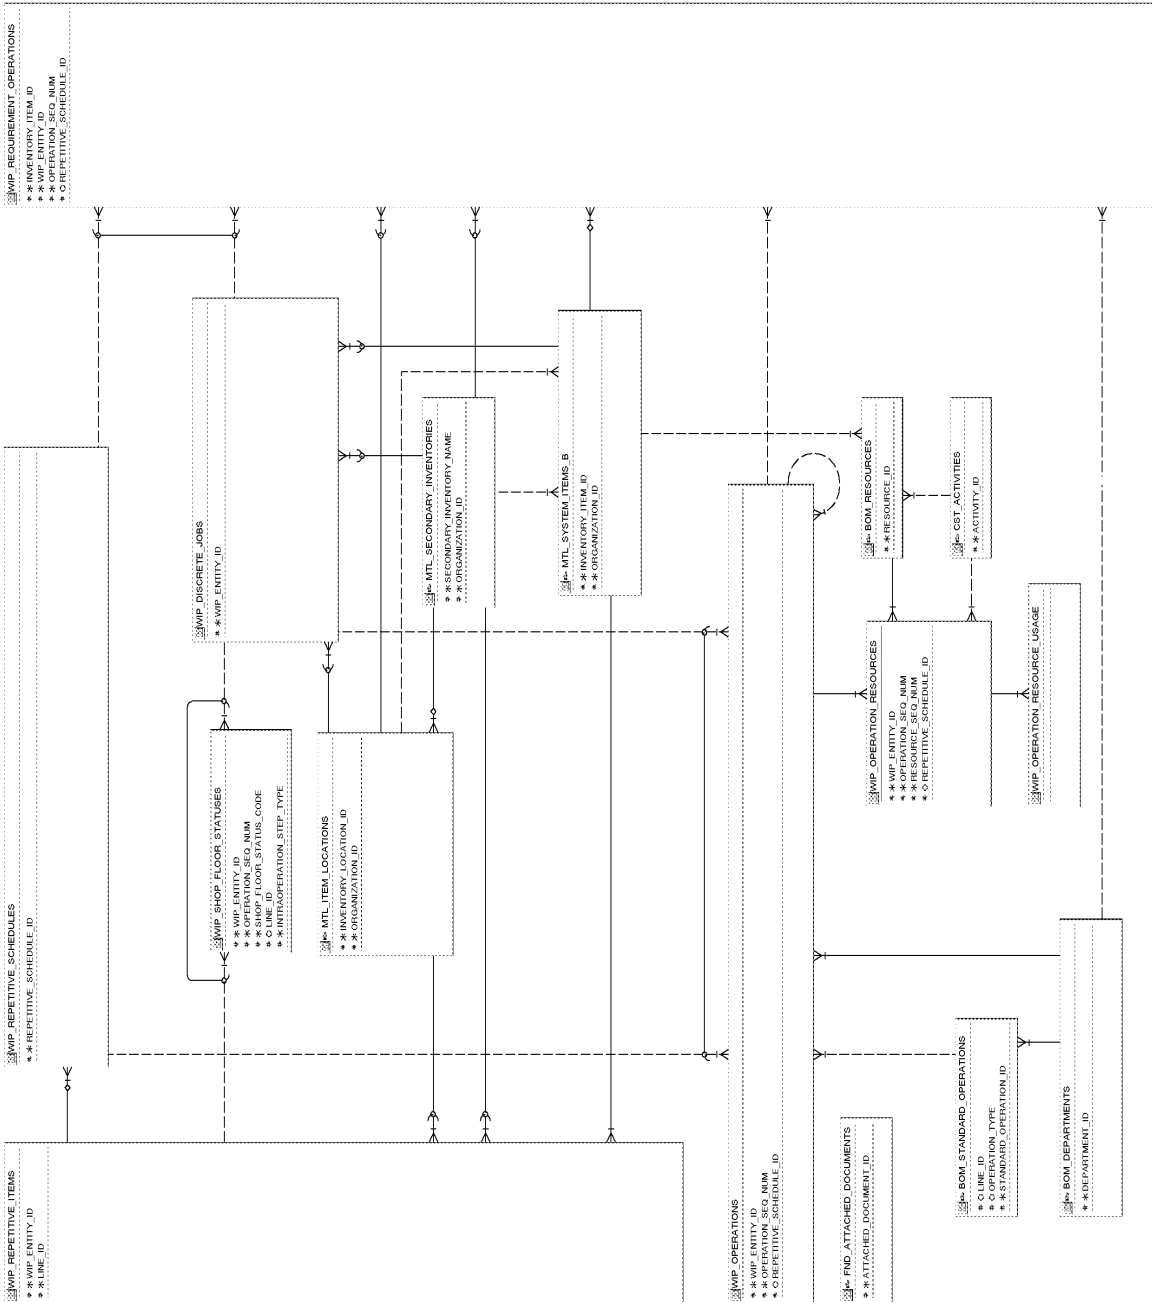 WIP_REQUIREMENT_OPERATIONS
# * INVENTORY_ITEM_ID
# * WIP_ENTITY_ID
# * OPERATION_SEQ_NUM
# O REPETITIVE_SCHEDULE_ID
WIP_REPETITIVE_SCHEDULES
# * REPETITIVE_SCHEDULE_ID
WIP_DISCRETE_JOBS
# * WIP_ENTITY_ID
MTL_SECONDARY_INVENTORIES
# * SECONDARY_INVENTORY_NAME
# * ORGANIZATION_ID
MTL_SYSTEM_ITEMS_B
# * INVENTORY_ITEM_ID
# * ORGANIZATION_ID
BOM_RESOURCES
# * RESOURCE_ID
CST_ACTIVITIES
# * ACTIVITY_ID
WIP_SHOP_FLOOR_STATUSES
# * WIP_ENTITY_ID
# * OPERATION_SEQ_NUM
# * SHOP_FLOOR_STATUS_CODE
# O LINE_ID
# * INTRAOPERATION_STEP_TYPE
MTL_ITEM_LOCATIONS
# * INVENTORY_LOCATION_ID
# * ORGANIZATION_ID
WIP_OPERATION_RESOURCES
# * WIP_ENTITY_ID
# * OPERATION_SEQ_NUM
# * RESOURCE_SEQ_NUM
# O REPETITIVE_SCHEDULE_ID
WIP_OPERATION_RESOURCE_USAGE
WIP_REPETITIVE_ITEMS
# * WIP_ENTITY_ID
# * LINE_ID
WIP_OPERATIONS
# * WIP_ENTITY_ID
# * OPERATION_SEQ_NUM
# O REPETITIVE_SCHEDULE_ID
FND_ATTACHED_DOCUMENTS
# * ATTACHED_DOCUMENT_ID
BOM_STANDARD_OPERATIONS
# O LINE_ID
# O OPERATION_TYPE
# * STANDARD_OPERATION_ID
BOM_DEPARTMENTS
# * DEPARTMENT_ID